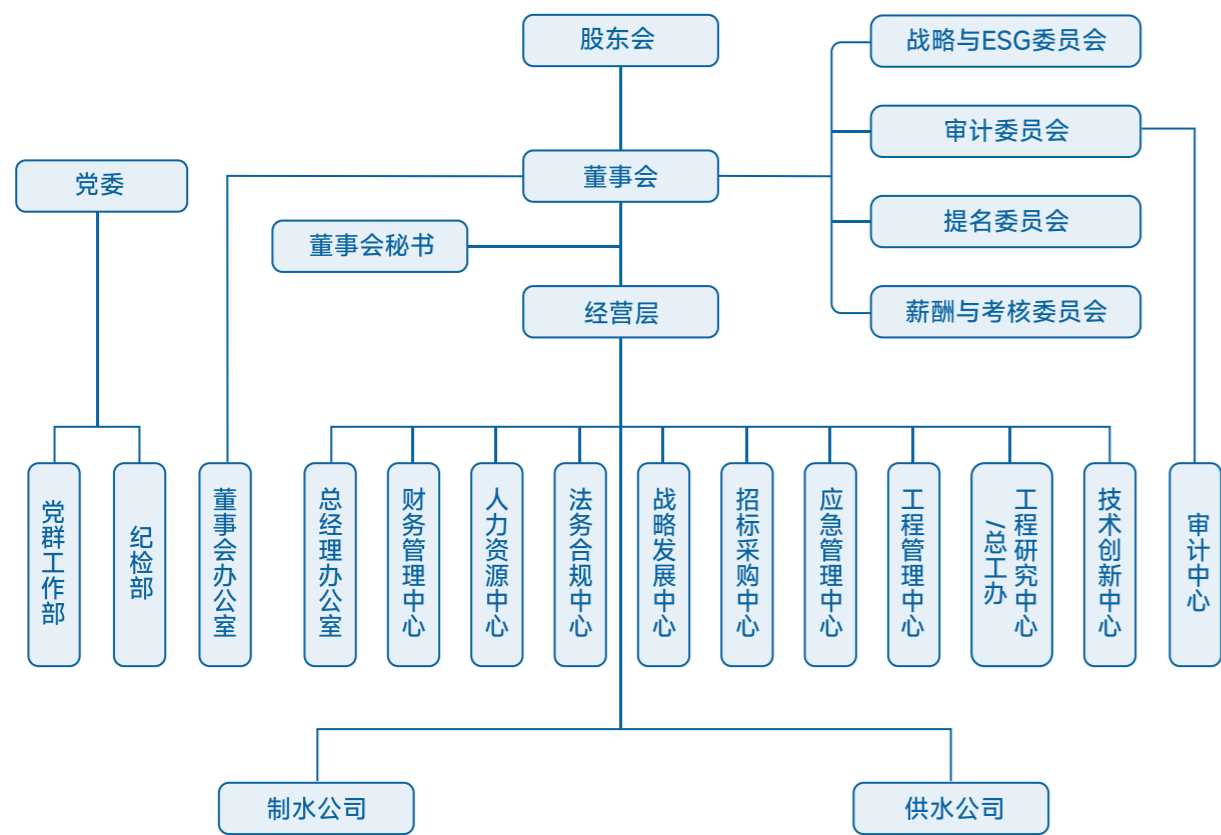 股东会
战略与ESG委员会
审计委员会
党委
董事会
提名委员会
董事会秘书
经营层
薪酬与考核委员会
党群工作部
纪检部
董事会办公室
总经理办公室
财务管理中心
人力资源中心
法务合规中心
战略发展中心
招标采购中心
应急管理中心
工程管理中心
工程研究中心
/总工办
技术创新中心
审计中心
制水公司
供水公司